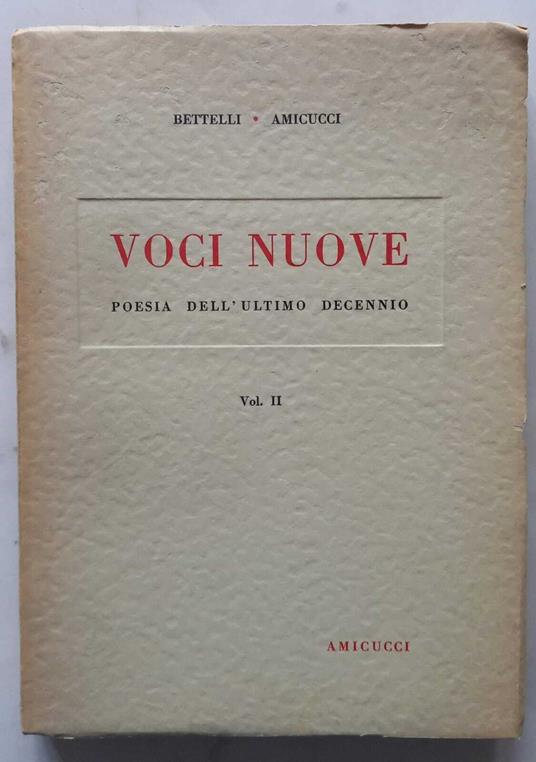 BETTELLI • AMICUCCI
VOCI NUOVE
POESIA DELL'ULTIMO DECENNIO
Vol. II
AMICUCCI